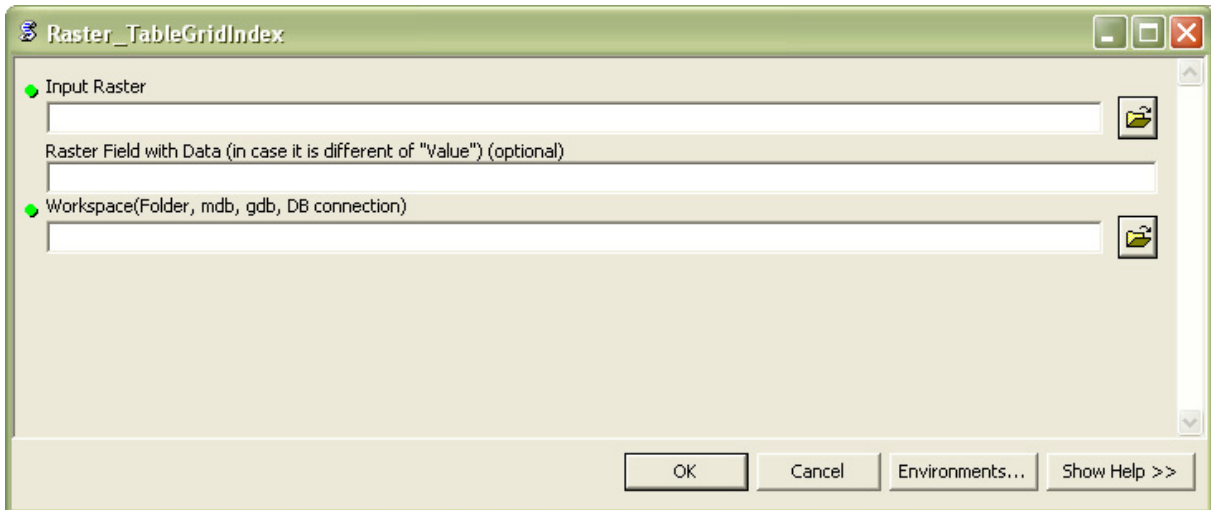 Raster_TableGridIndex
Input Raster
Raster Field with Data (in case it is different of "Value") (optional)
Workspace(Folder, mdb, gdb, DB connection)
OK Cancel Environments... Show Help >>